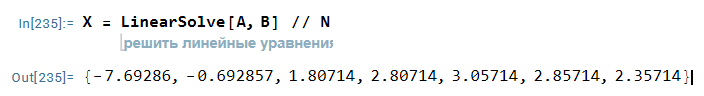 In[235]:= X = LinearSolve[A, B] // N
решить линейные уравнения
Out[235]= {-7.69286, -0.692857, 1.80714, 2.80714, 3.05714, 2.85714, 2.35714}